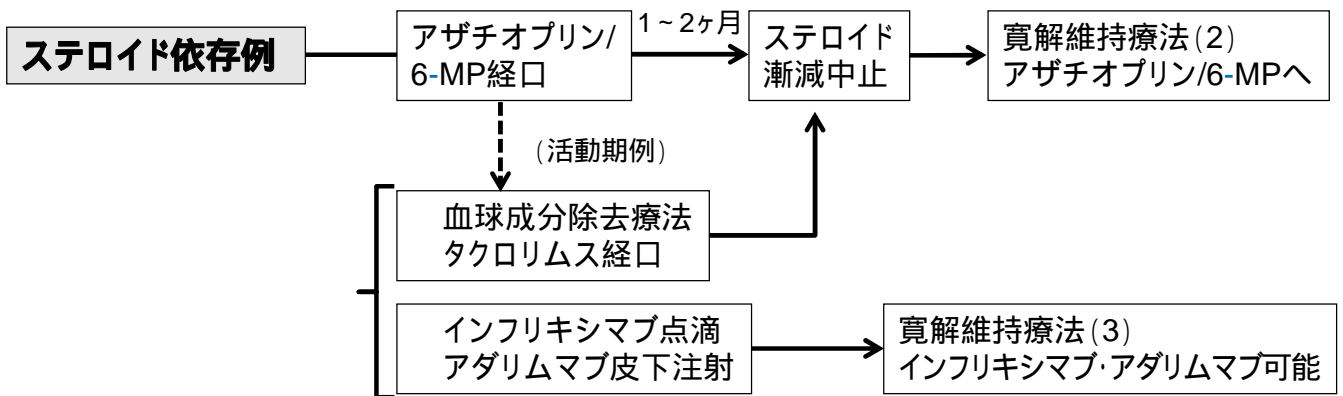 ステロイド依存例
アザチオプリン/
6-MP経口
1~2ヶ月
ステロイド
漸減中止
寛解維持療法(2)
アザチオプリン/6-MPへ
(活動期例)
血球成分除去療法
タクロリムス経口
インフリキシマブ点滴
アダリムマブ皮下注射
寛解維持療法(3)
インフリキシマブ・アダリムマブ可能